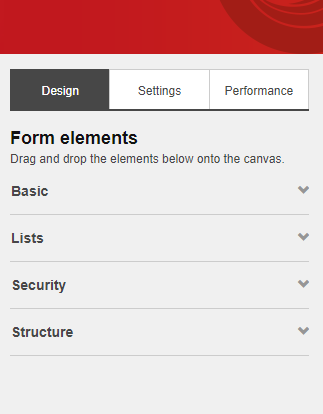 Design Settings Performance
Form elements
Drag and drop the elements below onto the canvas.
Basic
Lists
Security
Structure